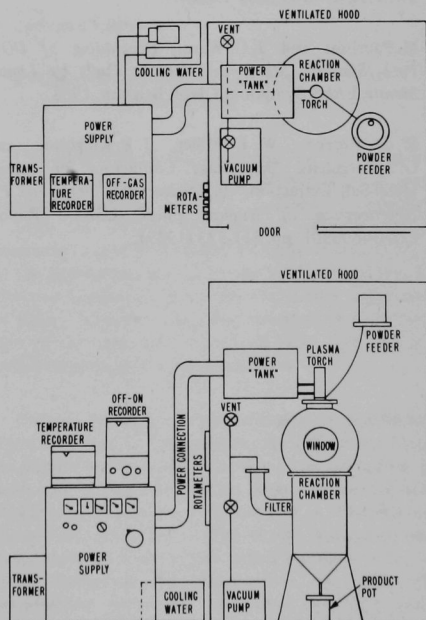 VENTILATED HOOD
VENT
COOLING WATER
POWER
"TANK"
REACTION
CHAMBER
TORCH
POWER
SUPPLY
POWDER
FEEDER
TRANS-
FORMER
TEMPERA-
TURE
RECORDER
OFF-GAS
RECORDER
VACUUM
PUMP
ROTA-
METERS
DOOR
VENTILATED HOOD
POWDER
FEEDER
POWER
"TANK"
PLASMA
TORCH
OFF-ON
RECORDER
TEMPERATURE
RECORDER
VENT
POWER CONNECTION
ROTAMETERS
WINDOW
REACTION
CHAMBER
FILTER
POWER
SUPPLY
TRANS-
FORMER
COOLING
WATER
VACUUM
PUMP
PRODUCT
POT